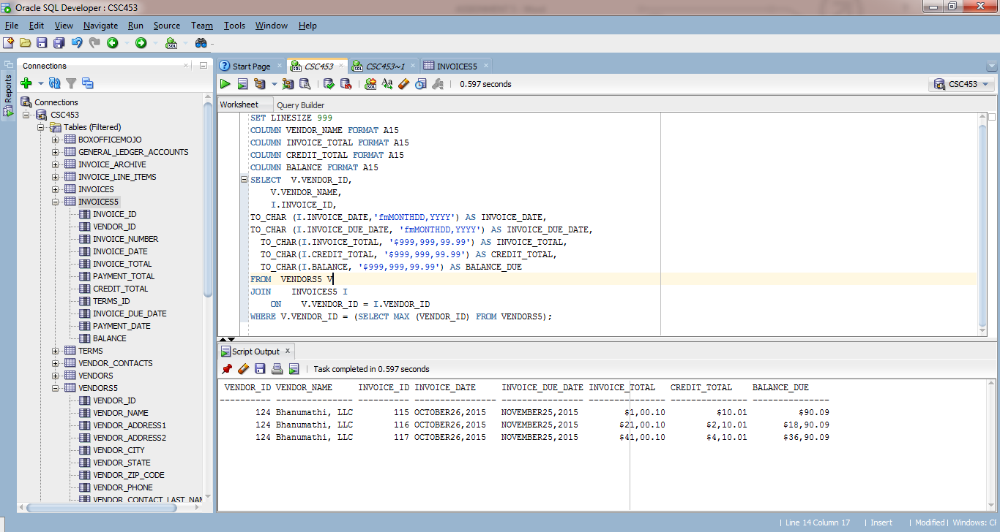 Oracle SQL Developer : CSC453
File Edit View Navigate Run Source Team Tools Window Help
Reports
Connections
Connections
CSC453
Tables (Filtered)
BOXOFFICEMOJO
GENERAL_LEDGER_ACCOUNTS
INVOICE_ARCHIVE
INVOICE_LINE_ITEMS
INVOICES
INVOICES5
INVOICE_ID
VENDOR_ID
INVOICE_NUMBER
INVOICE_DATE
INVOICE_TOTAL
PAYMENT_TOTAL
CREDIT_TOTAL
TERMS_ID
INVOICE_DUE_DATE
PAYMENT_DATE
BALANCE
TERMS
VENDOR_CONTACTS
VENDORS
VENDORS5
VENDOR_ID
VENDOR_NAME
VENDOR_ADDRESS1
VENDOR_ADDRESS2
VENDOR_CITY
VENDOR_STATE
VENDOR_ZIP_CODE
VENDOR_PHONE
VENDOR_CONTACT_LAST_NAM
Start Page CSC453 CSC453~1 INVOICES5
0.597 seconds
CSC453
Worksheet Query Builder
SET LINESIZE 999
COLUMN VENDOR_NAME FORMAT A15
COLUMN INVOICE_TOTAL FORMAT A15
COLUMN CREDIT_TOTAL FORMAT A15
COLUMN BALANCE FORMAT A15
SELECT V.VENDOR_ID,
V.VENDOR_NAME,
I.INVOICE_ID,
TO_CHAR (I.INVOICE_DATE,'fmMONTHDD,YYYY') AS INVOICE_DATE,
TO_CHAR (I.INVOICE_DUE_DATE, 'fmMONTHDD,YYYY') AS INVOICE_DUE_DATE,
TO_CHAR(I.INVOICE_TOTAL, '$999,999,99.99') AS INVOICE_TOTAL,
TO_CHAR(I.CREDIT_TOTAL, '$999,999,99.99') AS CREDIT_TOTAL,
TO_CHAR(I.BALANCE, '$999,999,99.99') AS BALANCE_DUE
FROM VENDORS5 V
JOIN INVOICES5 I
ON V.VENDOR_ID = I.VENDOR_ID
WHERE V.VENDOR_ID = (SELECT MAX (VENDOR_ID) FROM VENDORS5);
Script Output
Task completed in 0.597 seconds
VENDOR_ID VENDOR_NAME INVOICE_ID INVOICE_DATE INVOICE_DUE_DATE INVOICE_TOTAL CREDIT_TOTAL BALANCE_DUE
---------- --------------- ---------- ---------------- ---------------- --------------- --------------- ---------------
124 Bhanumathi, LLC 115 OCTOBER26,2015 NOVEMBER25,2015 $1,00.10 $10.01 $90.09
124 Bhanumathi, LLC 116 OCTOBER26,2015 NOVEMBER25,2015 $21,00.10 $2,10.01 $18,90.09
124 Bhanumathi, LLC 117 OCTOBER26,2015 NOVEMBER25,2015 $41,00.10 $4,10.01 $36,90.09
Line 14 Column 17 | Insert | Modified | Windows: CF